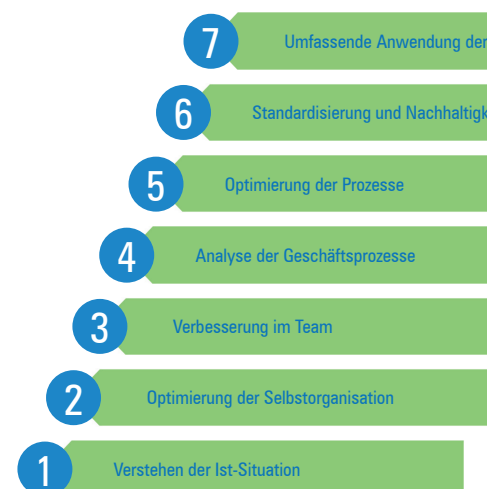 7 Umfassende Anwendung der
6 Standardisierung und
5 Optimierung der Prozesse
4 Analyse der Geschäftsprozesse
3 Verbesserung im Team
2 Optimierung der Selbstorganisation
1 Verstehen der Ist-Situation